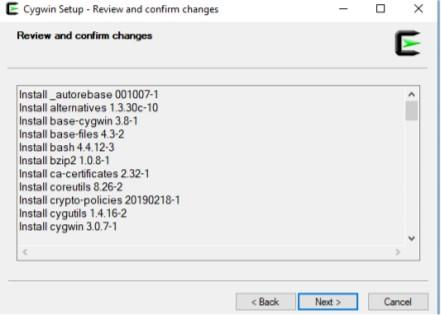 Cygwin Setup - Review and confirm changes
Review and confirm changes
Install _autorebase 001007-1
Install alternatives 1.3.30c-10
Install base-cygwin 3.8-1
Install base-files 4.3-2
Install bash 4.4.12-3
Install bzip2 1.0.8-1
Install ca-certificates 2.32-1
Install coreutils 8.26-2
Install crypto-policies 20190218-1
Install cygutils 1.4.16-2
Install cygwin 3.0.7-1
< Back Next > Cancel